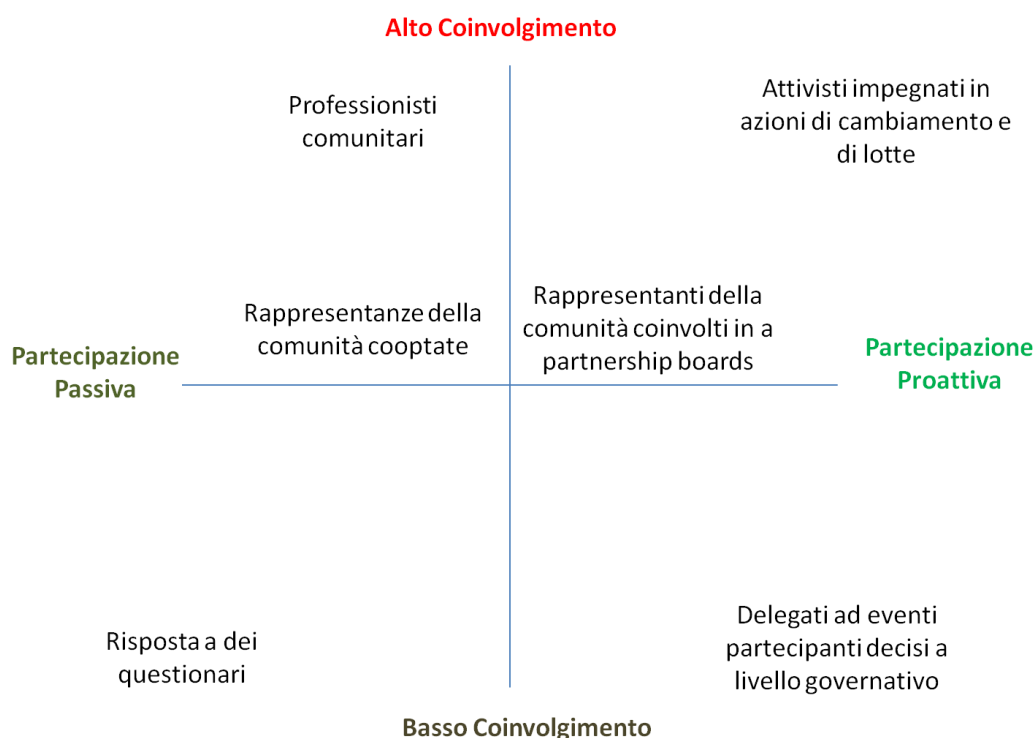 Alto Coinvolgimento
Professionisti
comunitari
Attivisti impegnati in
azioni di cambiamento e
di lotte
Rappresentanze della
comunità cooptate
Rappresentanti della
comunità coinvolti in a
partnership boards
Partecipazione
Passiva
Partecipazione
Proattiva
Risposta a dei
questionari
Delegati ad eventi
partecipanti decisi a
livello governativo
Basso Coinvolgimento